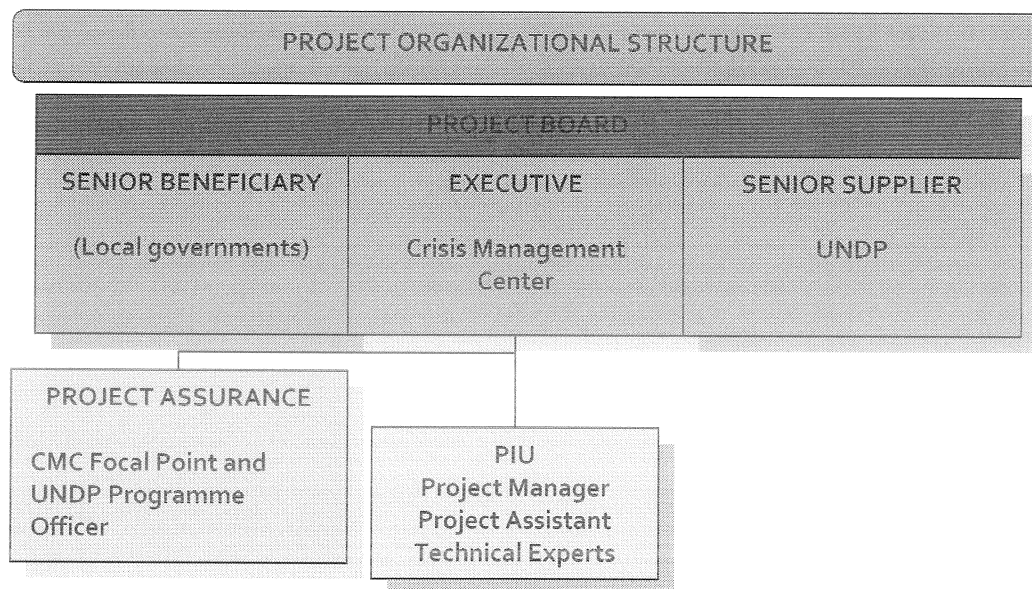 PROJECT ORGANIZATIONAL STRUCTURE
PROJECT BOARD
SENIOR BENEFICIARY
(Local governments)
EXECUTIVE
Crisis Management
Center
SENIOR SUPPLIER
UNDP
PROJECT ASSURANCE
CMC Focal Point and
UNDP Programme
Officer
PIU
Project Manager
Project Assistant
Technical Experts